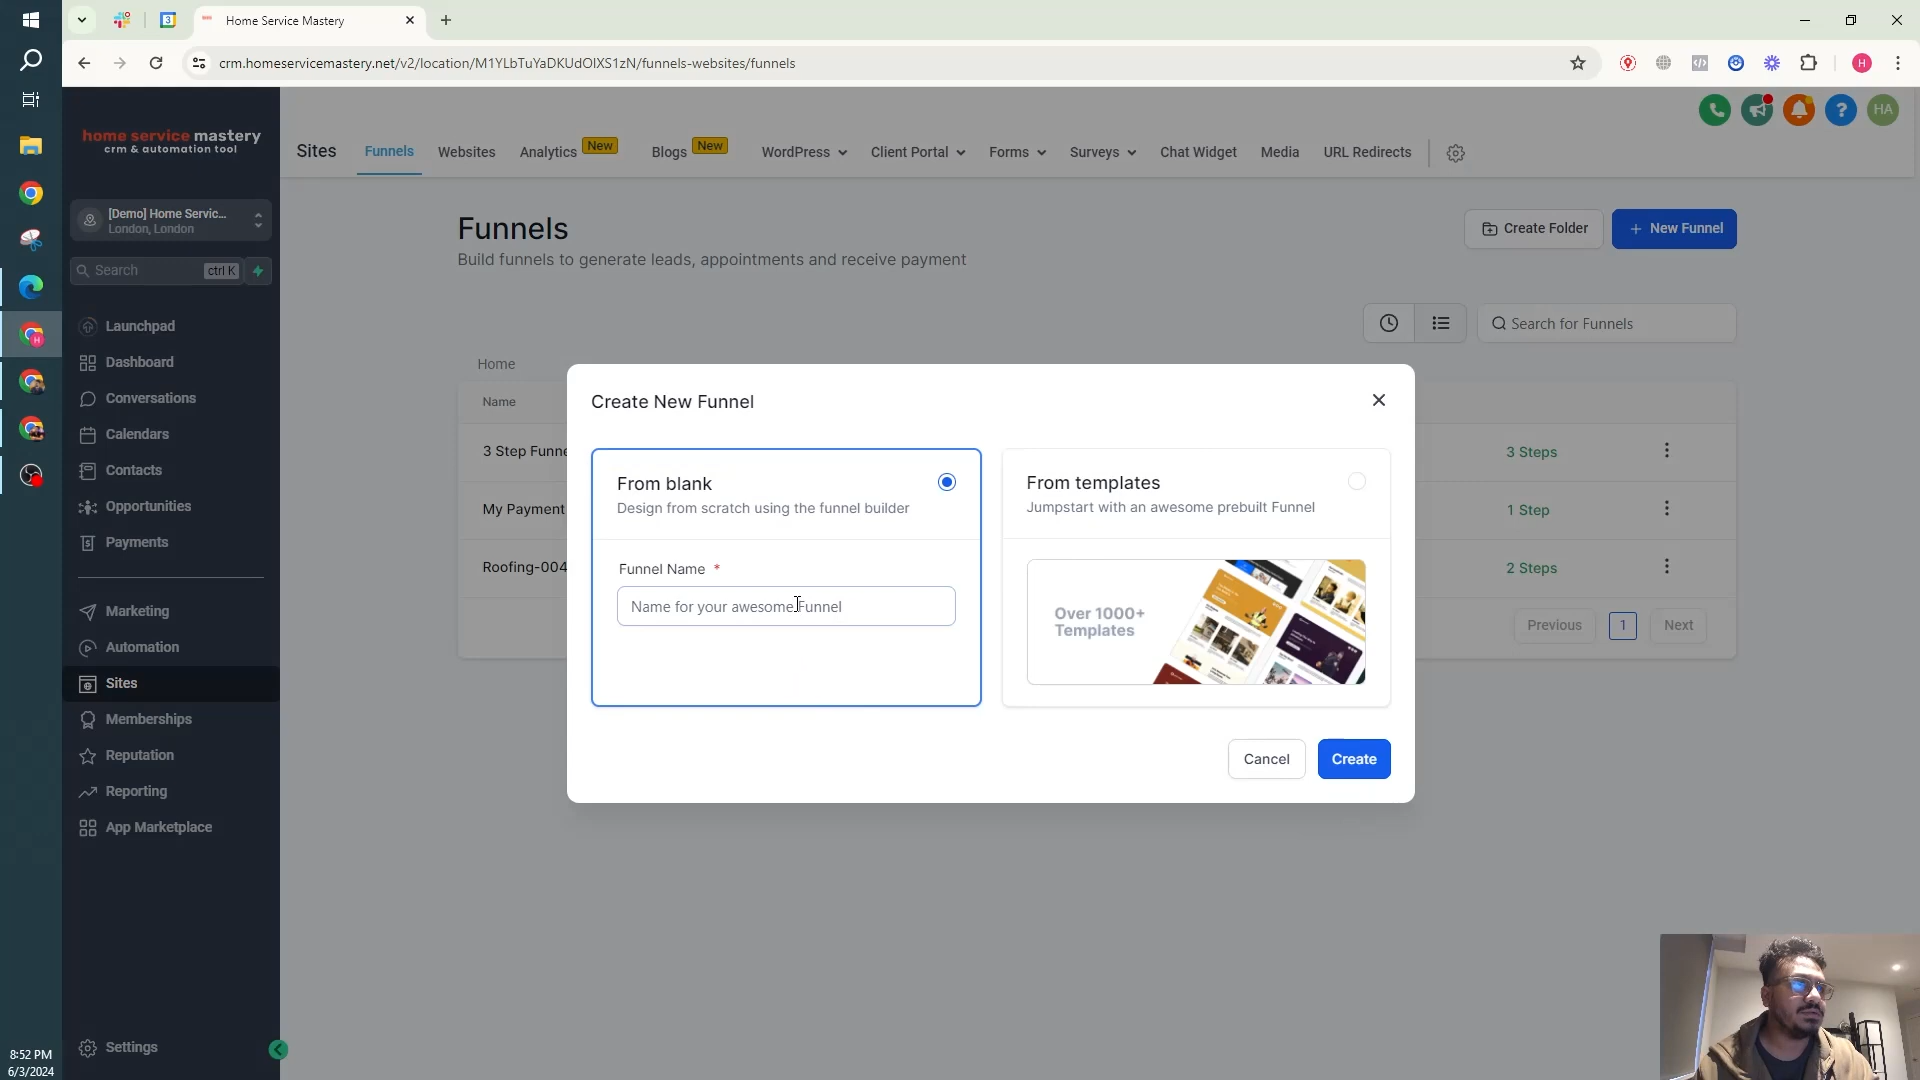 Home Service Mastery
crm.homeservicemastery.net/v2/location/M1YLbTuYaDKUdOIXS1zN/funnels-websites/funnels
H
home service mastery
crm & automation tool
[Demo] Home Servic...
London, London
Search
ctrl K
Launchpad
Dashboard
Conversations
Calendars
Contacts
Opportunities
Payments
Marketing
Automation
Sites
Memberships
Reputation
Reporting
App Marketplace
Settings
8:52 PM
6/3/2024
HA
Sites
Funnels
Websites
Analytics
New
Blogs
New
WordPress
Client Portal
Forms
Surveys
Chat Widget
Media
URL Redirects
Funnels
Build funnels to generate leads, appointments and receive payment
Create Folder
+ New Funnel
Search for Funnels
Home
Name
3 Step Funne
3 Steps
My Payment
1 Step
Roofing-004
2 Steps
Previous
1
Next
Create New Funnel
From blank
Design from scratch using the funnel builder
Funnel Name *
Name for your awesome Funnel
From templates
Jumpstart with an awesome prebuilt Funnel
Over 1000+
Templates
Cancel
Create